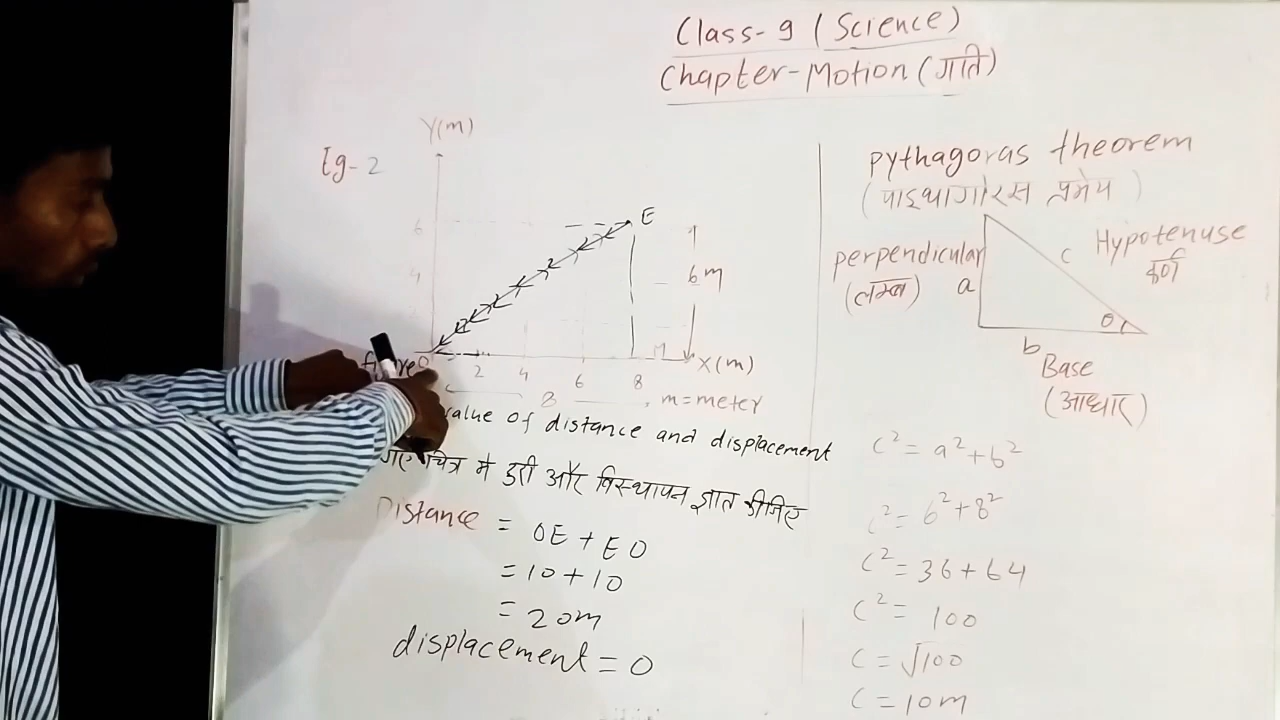 Class-9 (Science)
Chapter-Motion (गति)
Eg-2
Y(m)
6
4
2
E
6m
M
X(m)
O
2
4
6
8
8
m=meter
figure
value of distance and displacement
चित्र में दुरी और विस्थापन ज्ञात कीजिए
Distance = OE + EO
= 10 + 10
= 20m
displacement = 0
pythagoras theorem
(पाइथागोरस प्रमेय)
perpendicular
(लम्ब)
a
c
Hypotenuse
कर्ण
θ
b
Base
(आधार)
c² = a² + b²
c² = 6² + 8²
c² = 36 + 64
c² = 100
c = √100
c = 10m